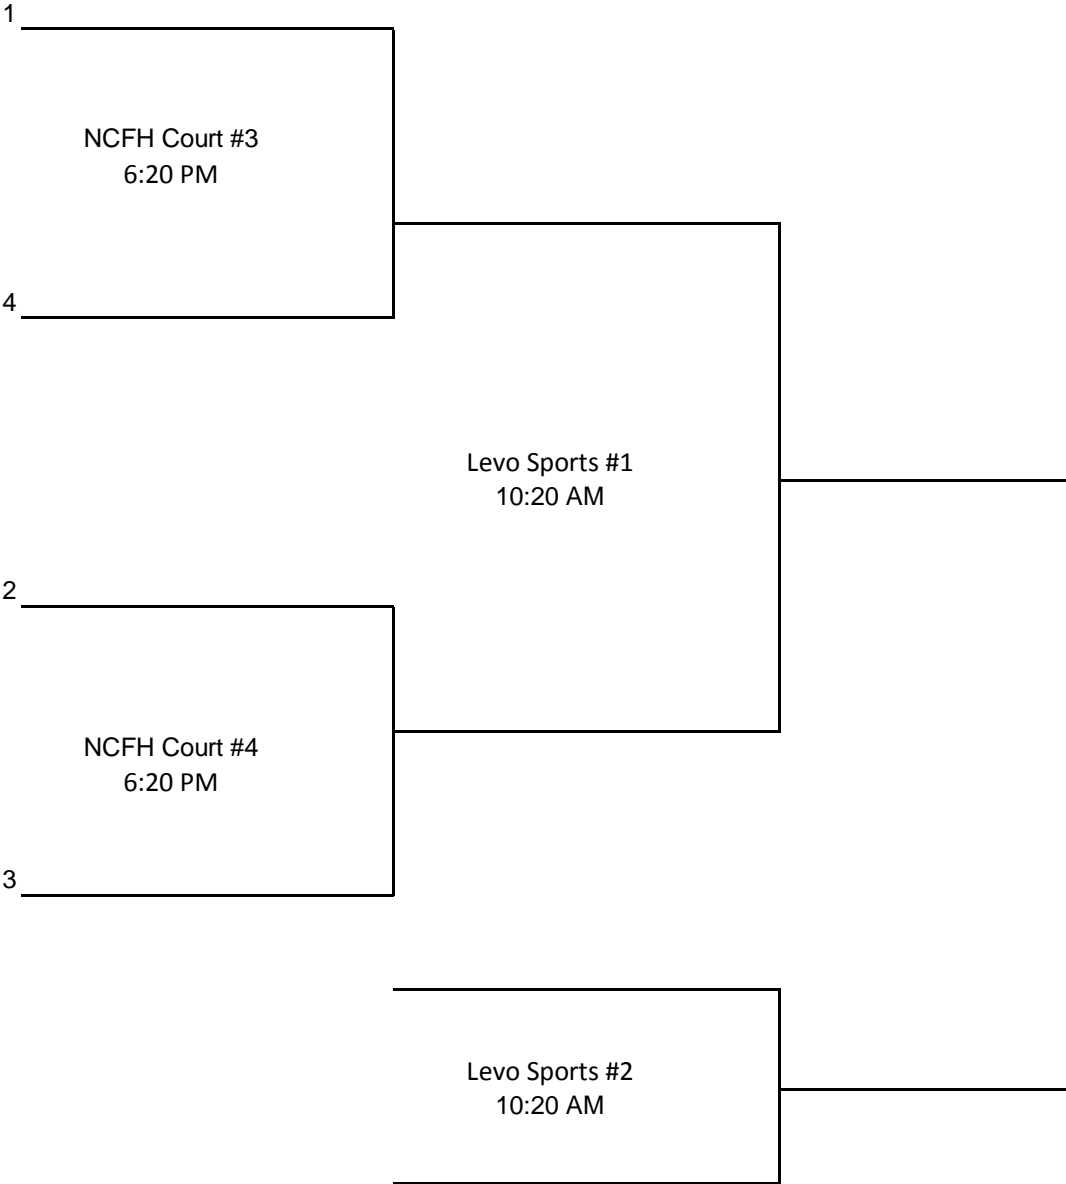 1
NCFH Court #3
6:20 PM
4
Levo Sports #1
10:20 AM
2
NCFH Court #4
6:20 PM
3
Levo Sports #2
10:20 AM